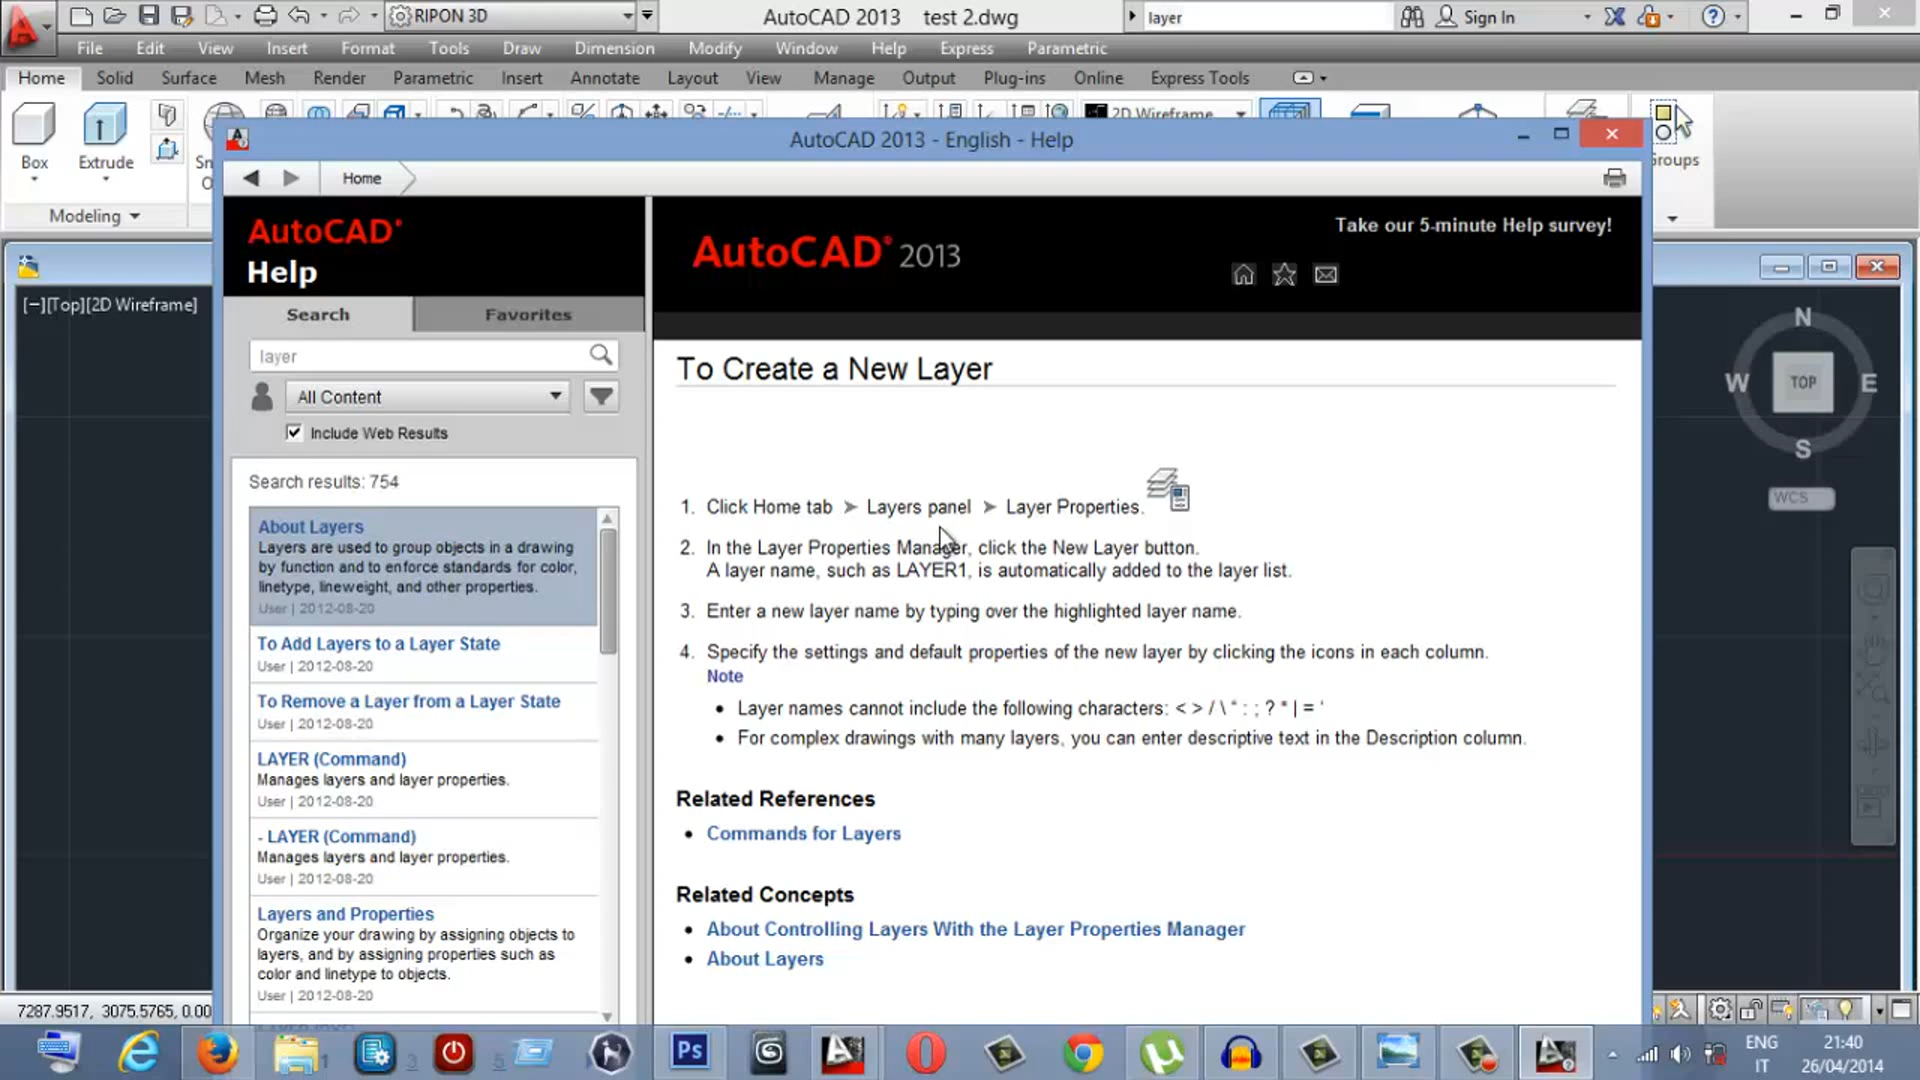 RIPON 3D
AutoCAD 2013 test 2.dwg
layer
Sign In
File Edit View Insert Format Tools Draw Dimension Modify Window Help Express Parametric
Home Solid Surface Mesh Render Parametric Insert Annotate Layout View Manage Output Plug-ins Online Express Tools
2D Wireframe
Box
Extrude
Modeling
AutoCAD 2013 - English - Help
Home
AutoCAD
Help
AutoCAD 2013
Take our 5-minute Help survey!
[−][Top][2D Wireframe]
Search
Favorites
layer
All Content
Include Web Results
Search results: 754
About Layers
Layers are used to group objects in a drawing
by function and to enforce standards for color,
linetype, lineweight, and other properties.
User | 2012-08-20
To Add Layers to a Layer State
User | 2012-08-20
To Remove a Layer from a Layer State
User | 2012-08-20
LAYER (Command)
Manages layers and layer properties.
User | 2012-08-20
- LAYER (Command)
Manages layers and layer properties.
User | 2012-08-20
Layers and Properties
Organize your drawing by assigning objects to
layers, and by assigning properties such as
color and linetype to objects.
User | 2012-08-20
To Create a New Layer
1. Click Home tab ➤ Layers panel ➤ Layer Properties.
2. In the Layer Properties Manager, click the New Layer button.
A layer name, such as LAYER1, is automatically added to the layer list.
3. Enter a new layer name by typing over the highlighted layer name.
4. Specify the settings and default properties of the new layer by clicking the icons in each column.
Note
• Layer names cannot include the following characters: < > / \ " : ; ? * | = '
• For complex drawings with many layers, you can enter descriptive text in the Description column.
Related References
• Commands for Layers
Related Concepts
• About Controlling Layers With the Layer Properties Manager
• About Layers
N
W TOP E
S
WCS
7287.9517, 3075.5765, 0.00
Ps
ENG
IT
21:40
26/04/2014